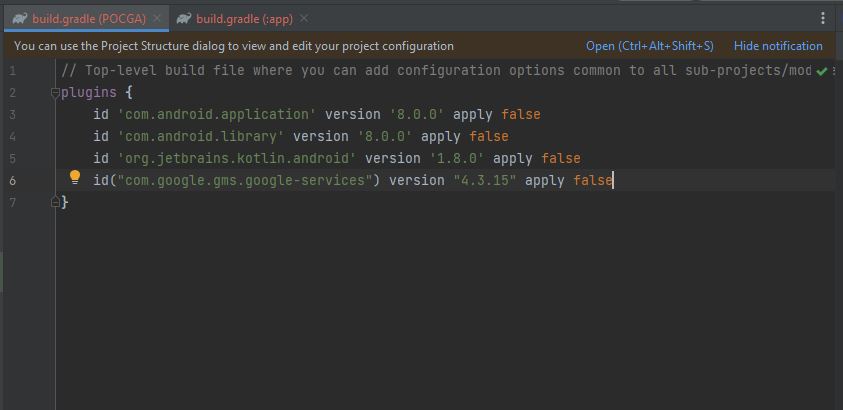 build.gradle (POCGA) build.gradle (:app)
You can use the Project Structure dialog to view and edit your project configuration Open (Ctrl+Alt+Shift+S) Hide notification
1 // Top-level build file where you can add configuration options common to all sub-projects/mod
2 plugins {
3 id 'com.android.application' version '8.0.0' apply false
4 id 'com.android.library' version '8.0.0' apply false
5 id 'org.jetbrains.kotlin.android' version '1.8.0' apply false
6 id("com.google.gms.google-services") version "4.3.15" apply false
7 }